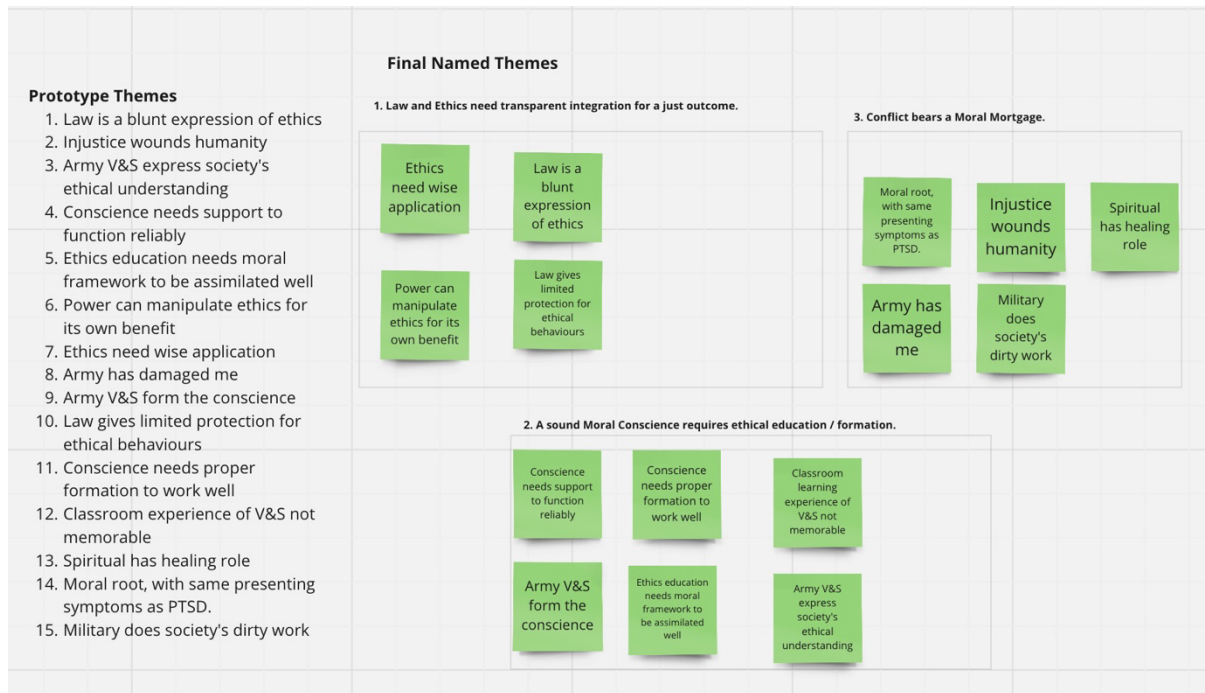 Final Named Themes
Prototype Themes
1. Law is a blunt expression of ethics
2. Injustice wounds humanity
3. Army V&S express society's
ethical understanding
4. Conscience needs support to
function reliably
5. Ethics education needs moral
framework to be assimilated well
6. Power can manipulate ethics for
its own benefit
7. Ethics need wise application
8. Army has damaged me
9. Army V&S form the conscience
10. Law gives limited protection for
ethical behaviours
11. Conscience needs proper
formation to work well
12. Classroom experience of V&S not
memorable
13. Spiritual has healing role
14. Moral root, with same presenting
symptoms as PTSD.
15. Military does society's dirty work
1. Law and Ethics need transparent integration for a just outcome.
Ethics
need wise
application
Law is a
blunt
expression
of ethics
Power can
manipulate
ethics for its
own benefit
Law gives
limited
protection for
ethical
behaviours
3. Conflict bears a Moral Mortgage.
Moral root,
with same
presenting
symptoms as
PTSD.
Injustice
wounds
humanity
Spiritual
has healing
role
Army has
damaged
me
Military
does
society's
dirty work
2. A sound Moral Conscience requires ethical education / formation.
Conscience
needs support
to function
reliably
Conscience
needs proper
formation to
work well
Classroom
learning
experience of
V&S not
memorable
Army V&S
form the
conscience
Ethics education
needs moral
framework to
be assimilated
well
Army V&S
express
society's
ethical
understanding